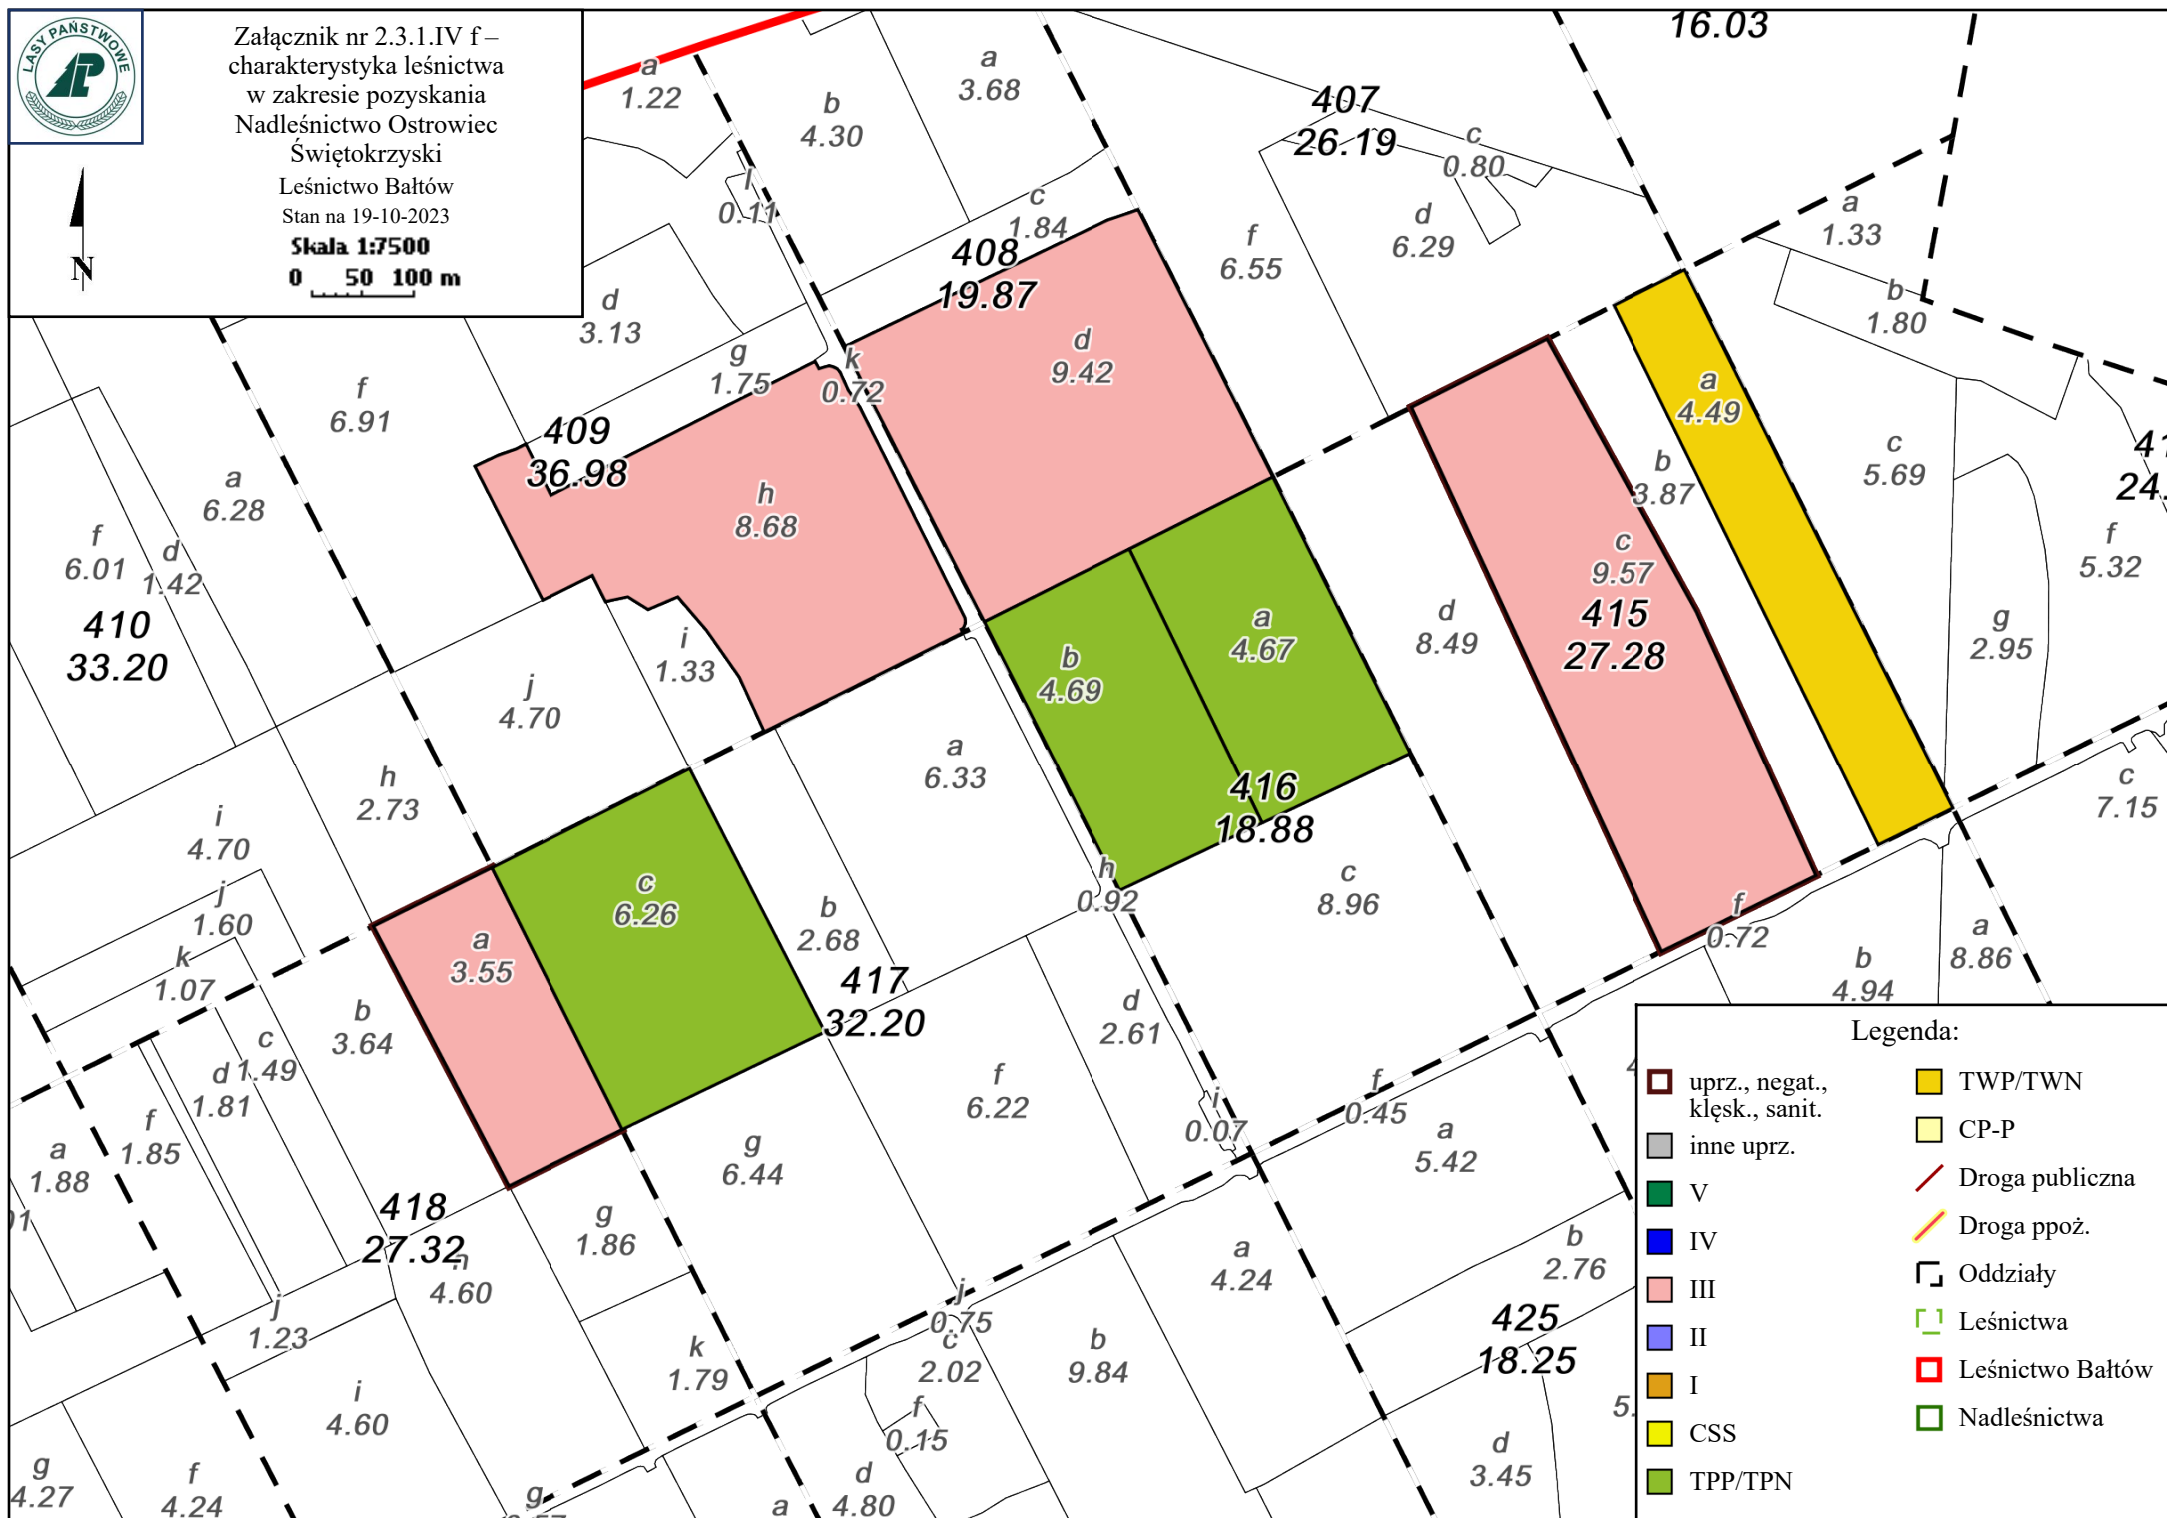 LASY PAŃSTWOWE
Załącznik nr 2.3.1.IV f –
charakterystyka leśnictwa
w zakresie pozyskania
Nadleśnictwo Ostrowiec
Świętokrzyski
Leśnictwo Bałtów
Stan na 19-10-2023
Skala 1:7500
0 50 100 m
N
16.03
a
1.22
b
4.30
a
3.68
407
26.19
c
0.80
l
0.11
c
1.84
408
19.87
f
6.55
d
6.29
a
1.33
b
1.80
d
3.13
g
1.75
k
0.72
d
9.42
f
6.91
a
4.49
409
36.98
h
8.68
b
3.87
c
5.69
41
24.
a
6.28
f
6.01
d
1.42
410
33.20
c
9.57
415
27.28
f
5.32
g
2.95
d
8.49
a
4.67
b
4.69
i
1.33
j
4.70
a
6.33
h
2.73
i
4.70
416
18.88
c
7.15
c
6.26
h
0.92
c
8.96
j
1.60
b
2.68
f
0.72
a
3.55
k
1.07
417
32.20
b
4.94
a
8.86
b
3.64
c
1.49
d
1.81
d
2.61
f
6.22
f
1.85
a
1.88
i
0.07
f
0.45
a
5.42
g
6.44
418
27.32
g
1.86
4.60
a
4.24
b
2.76
j
1.23
j
0.75
c
2.02
b
9.84
425
18.25
k
1.79
i
4.60
f
0.15
5.
d
3.45
g
4.27
f
4.24
g
a
d
4.80
Legenda:
uprz., negat.,
klęsk., sanit.
inne uprz.
V
IV
III
II
I
CSS
TPP/TPN
TWP/TWN
CP-P
Droga publiczna
Droga ppoż.
Oddziały
Leśnictwa
Leśnictwo Bałtów
Nadleśnictwa